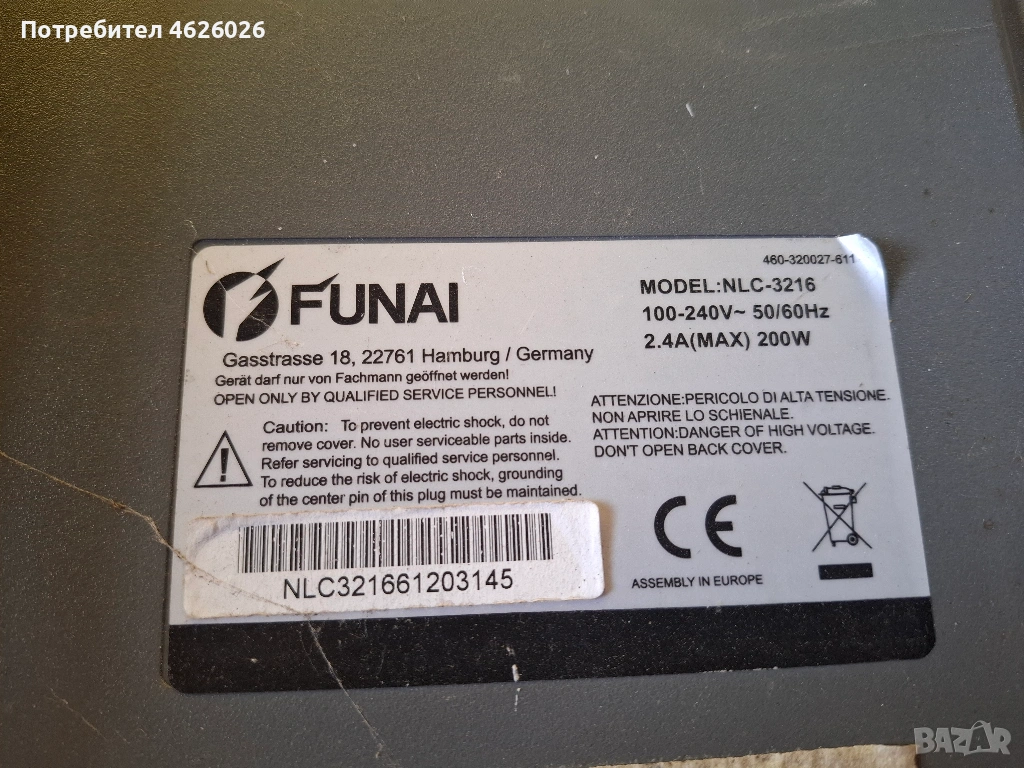 Потребител 4626026
460-320027-611
FUNAI
MODEL:NLC-3216
100-240V~ 50/60Hz
2.4A(MAX) 200W
Gasstrasse 18, 22761 Hamburg / Germany
Gerät darf nur von Fachmann geöffnet werden!
OPEN ONLY BY QUALIFIED SERVICE PERSONNEL!
Caution: To prevent electric shock, do not
remove cover. No user serviceable parts inside.
Refer servicing to qualified service personnel.
To reduce the risk of electric shock, grounding
of the center pin of this plug must be maintained.
ATTENZIONE:PERICOLO DI ALTA TENSIONE.
NON APRIRE LO SCHIENALE.
ATTENTION:DANGER OF HIGH VOLTAGE.
DON'T OPEN BACK COVER.
CE
ASSEMBLY IN EUROPE
NLC321661203145
BAZAR